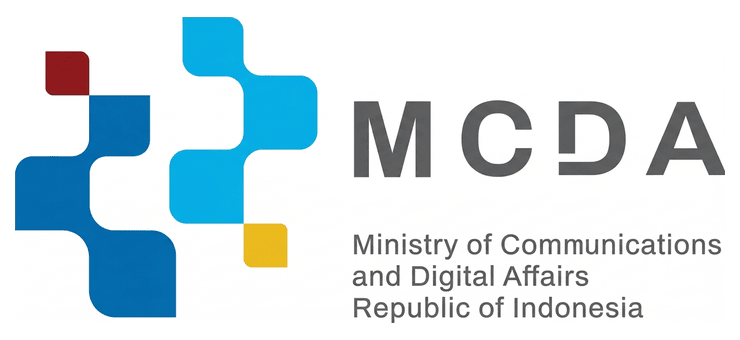 MCDA
Ministry of Communications
and Digital Affairs
Republic of Indonesia